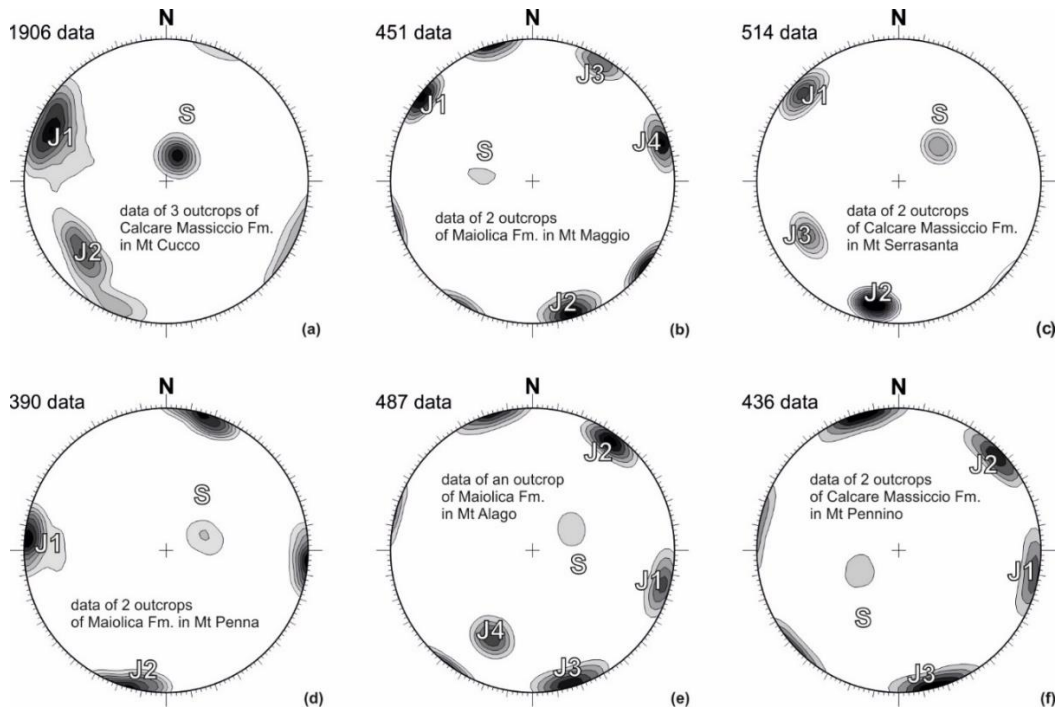 1906 data
N
J1
S
J2
data of 3 outcrops of
Calcare Massiccio Fm.
in Mt Cucco
(a)
451 data
N
J3
J1
J4
S
data of 2 outcrops
of Maiolica Fm. in Mt Maggio
J2
(b)
514 data
N
J1
S
data of 2 outcrops
of Calcare Massiccio Fm.
in Mt Serrasanta
J3
J2
(c)
390 data
N
S
J1
data of 2 outcrops
of Maiolica Fm. in Mt Penna
J2
(d)
487 data
N
J2
data of an outcrop
of Maiolica Fm.
in Mt Alago
S
J1
J4
J3
(e)
436 data
N
J2
data of 2 outcrops
of Calcare Massiccio Fm.
in Mt Pennino
J1
S
J3
(f)